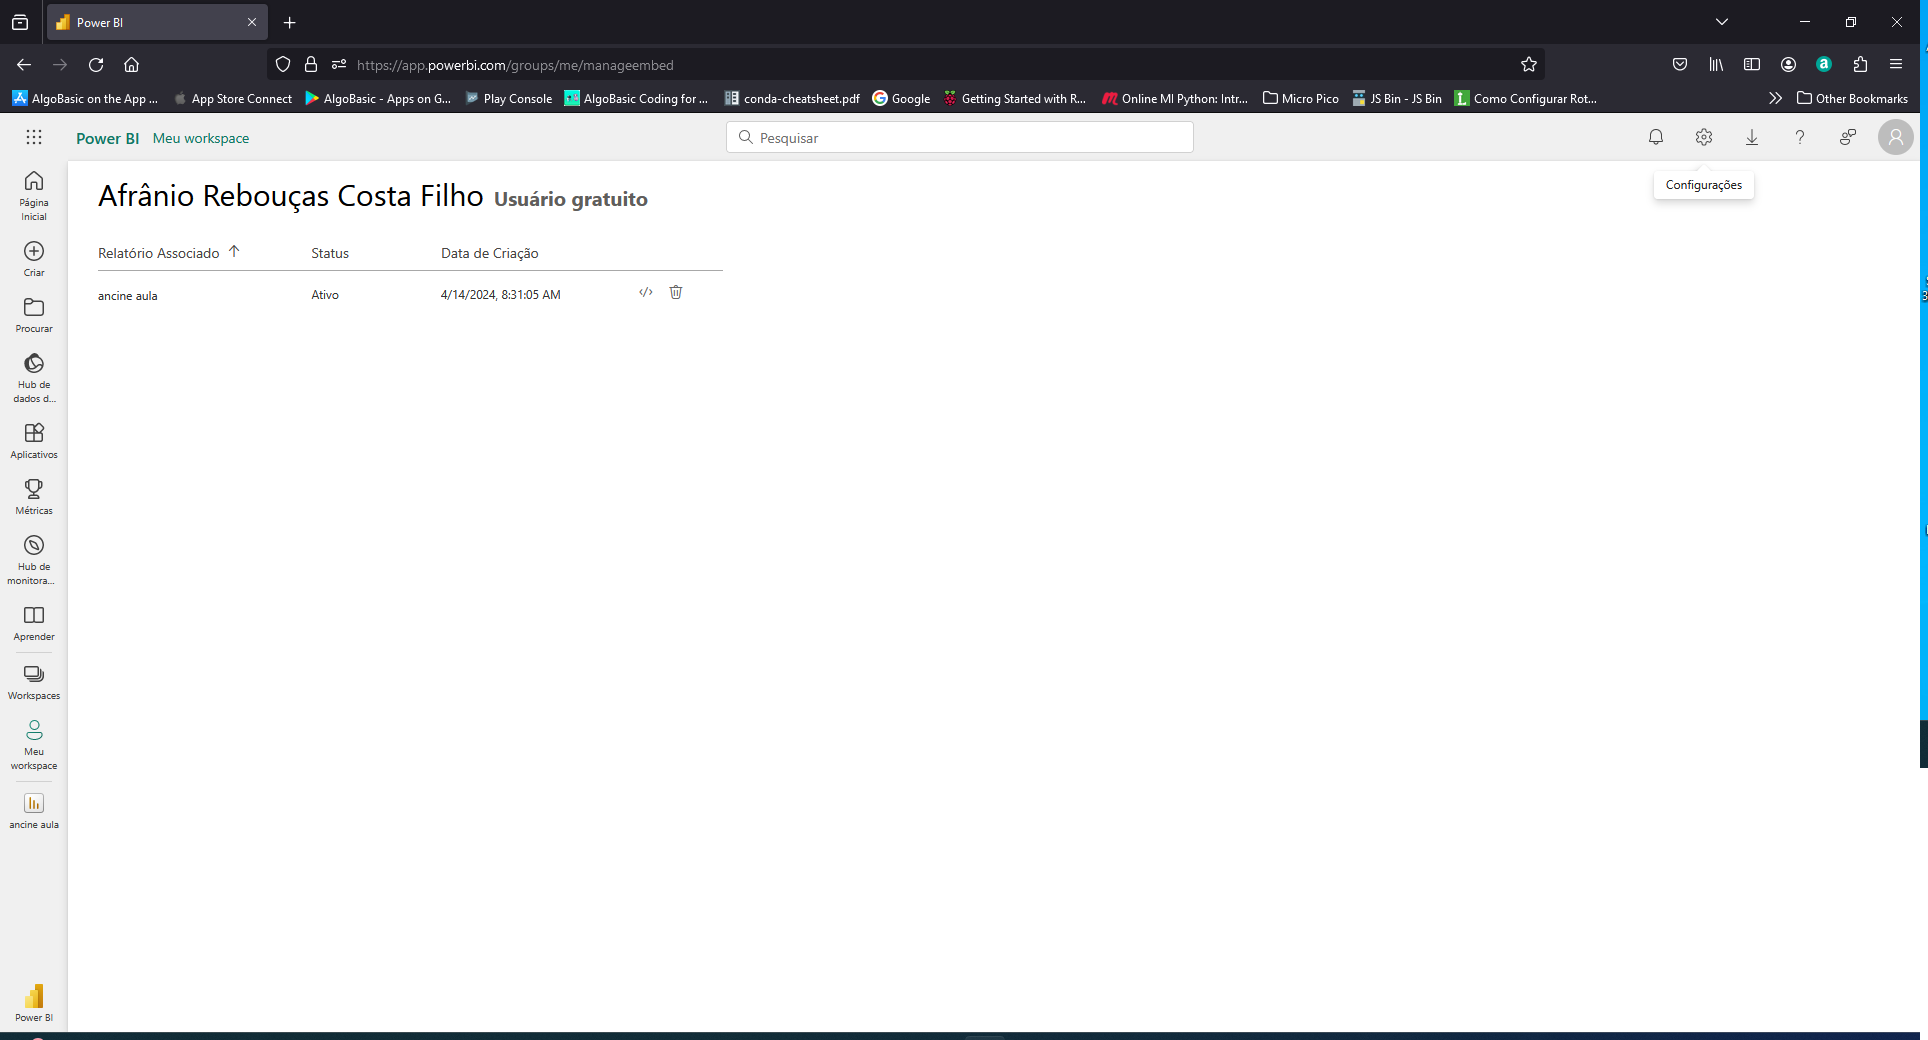 Power BI
https://app.powerbi.com/groups/me/manageembed
AlgoBasic on the App ...
App Store Connect
AlgoBasic - Apps on G...
Play Console
AlgoBasic Coding for ...
conda-cheatsheet.pdf
Google
Getting Started with R...
Online MI Python: Intr...
Micro Pico
JS Bin - JS Bin
Como Configurar Rot...
Other Bookmarks
Power BI Meu workspace
Pesquisar
Configurações
Afrânio Rebouças Costa Filho Usuário gratuito
Relatório Associado Status Data de Criação
ancine aula Ativo 4/14/2024, 8:31:05 AM
Página
Inicial
Criar
Procurar
Hub de
dados d...
Aplicativos
Métricas
Hub de
monitora...
Aprender
Workspaces
Meu
workspace
ancine aula
Power BI